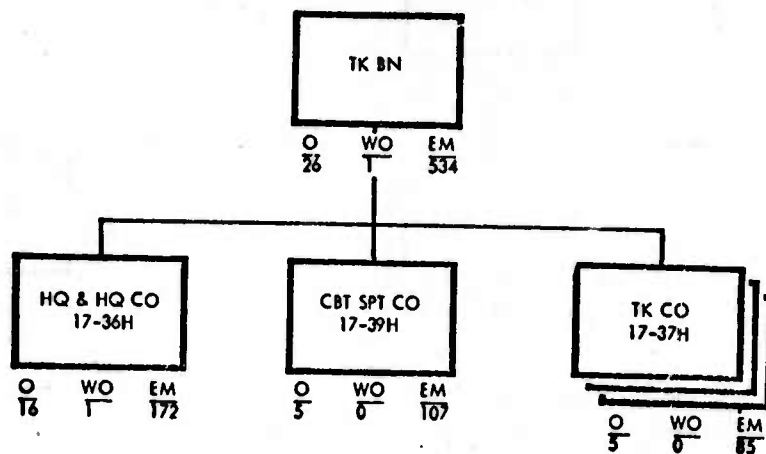 TK BN
O WO EM
26 1 534
HQ & HQ CO
17-36H
O WO EM
16 1 172
CBT SPT CO
17-39H
O WO EM
5 0 107
TK CO
17-37H
O WO EM
5 0 85